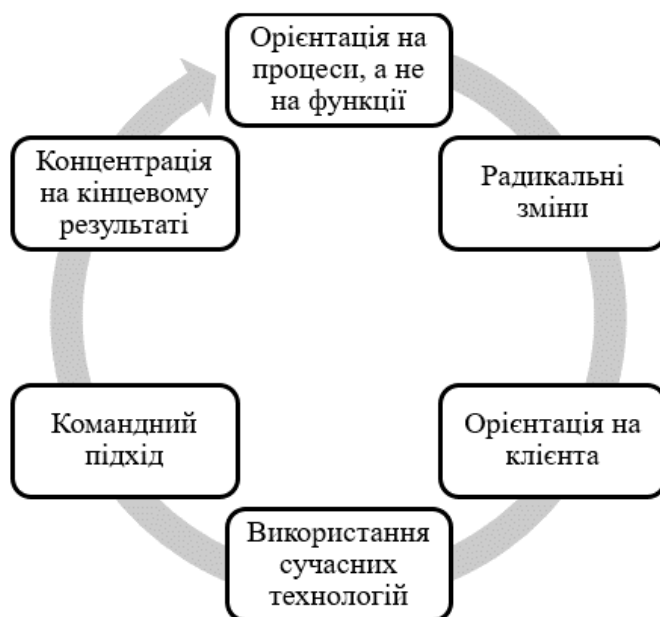 Орієнтація на
процеси, а не
на функції
Радикальні
зміни
Орієнтація на
клієнта
Використання
сучасних
технологій
Командний
підхід
Концентрація
на кінцевому
результаті